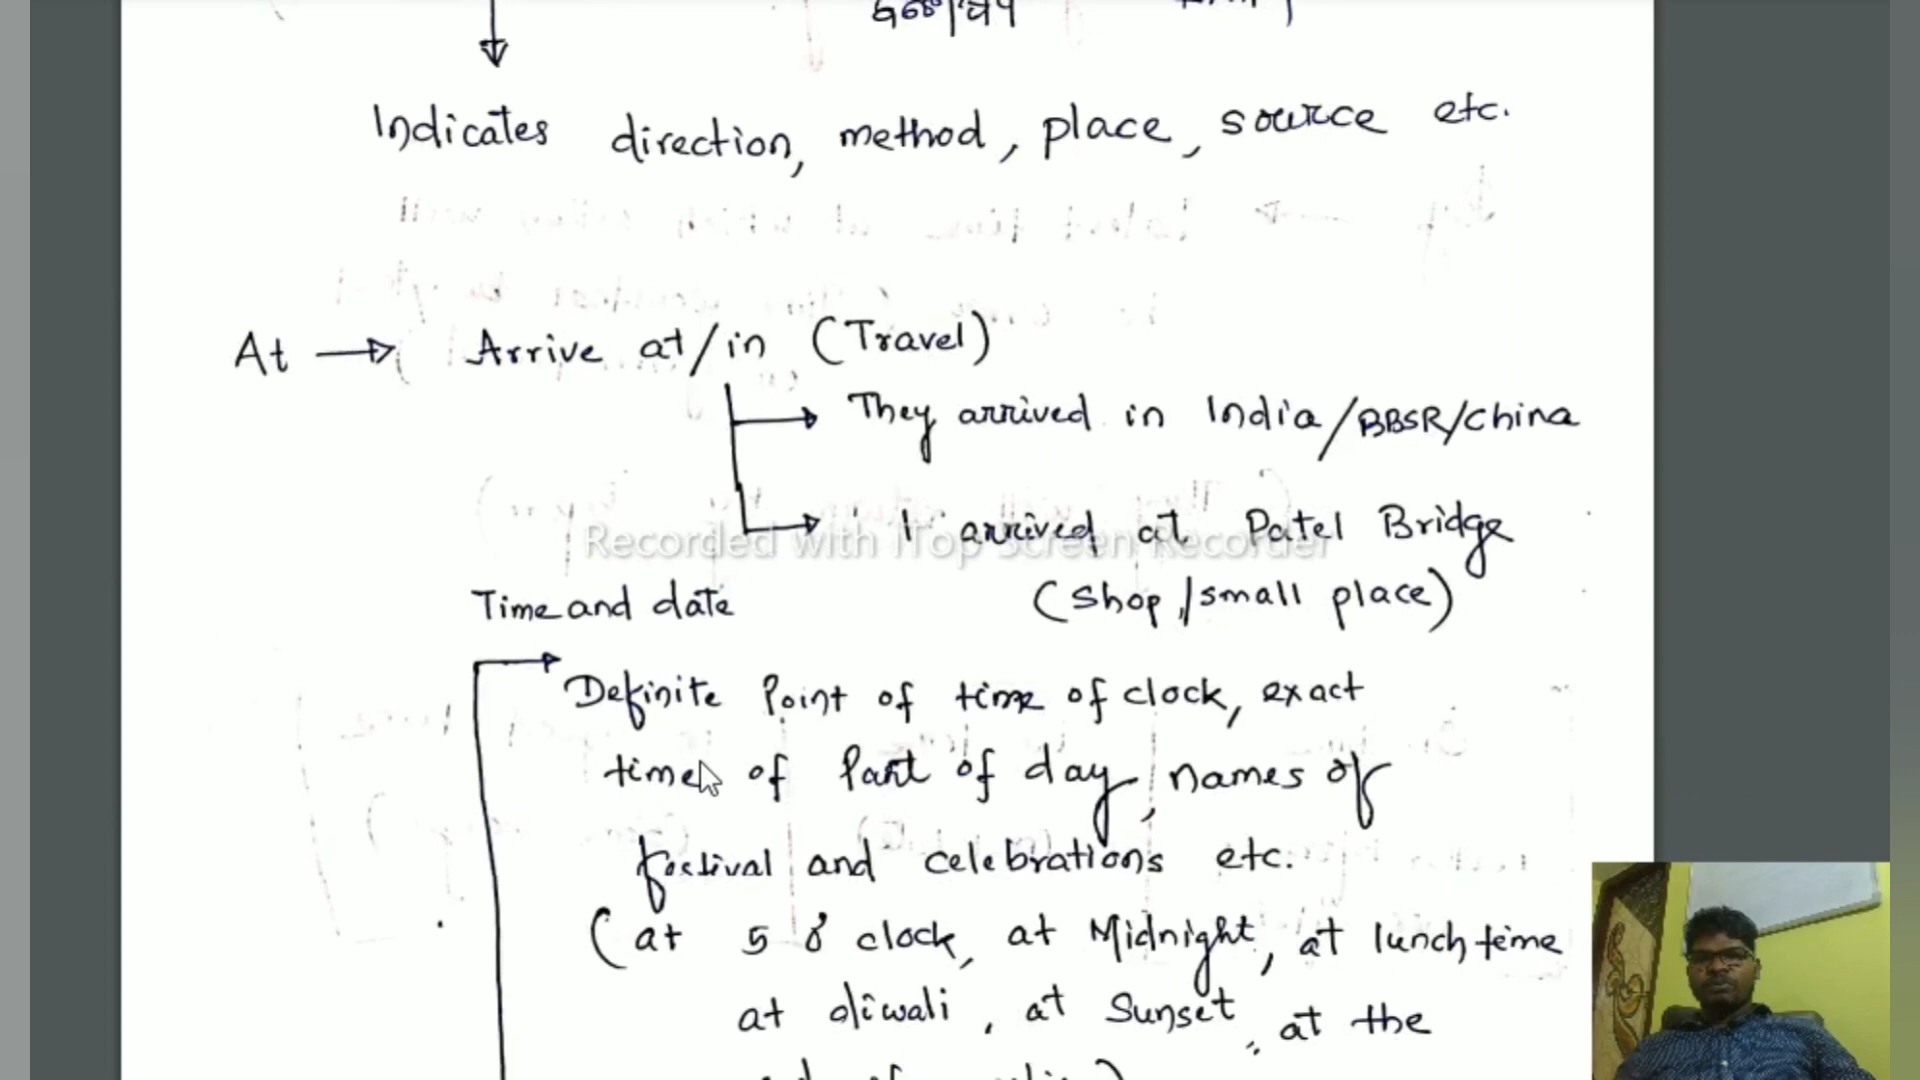 Indicates direction, method, place, source etc.
At → Arrive at/in (Travel)
They arrived in India/BBSR/China
I arrived at Patel Bridge
Recorded with iTop Screen Recorder
Time and date (Shop/small place)
Definite Point of time of clock, exact
time of Part of day, names of
festival and celebrations etc.
(at 5 o' clock, at Midnight, at lunch time
at diwali, at Sunset, at the